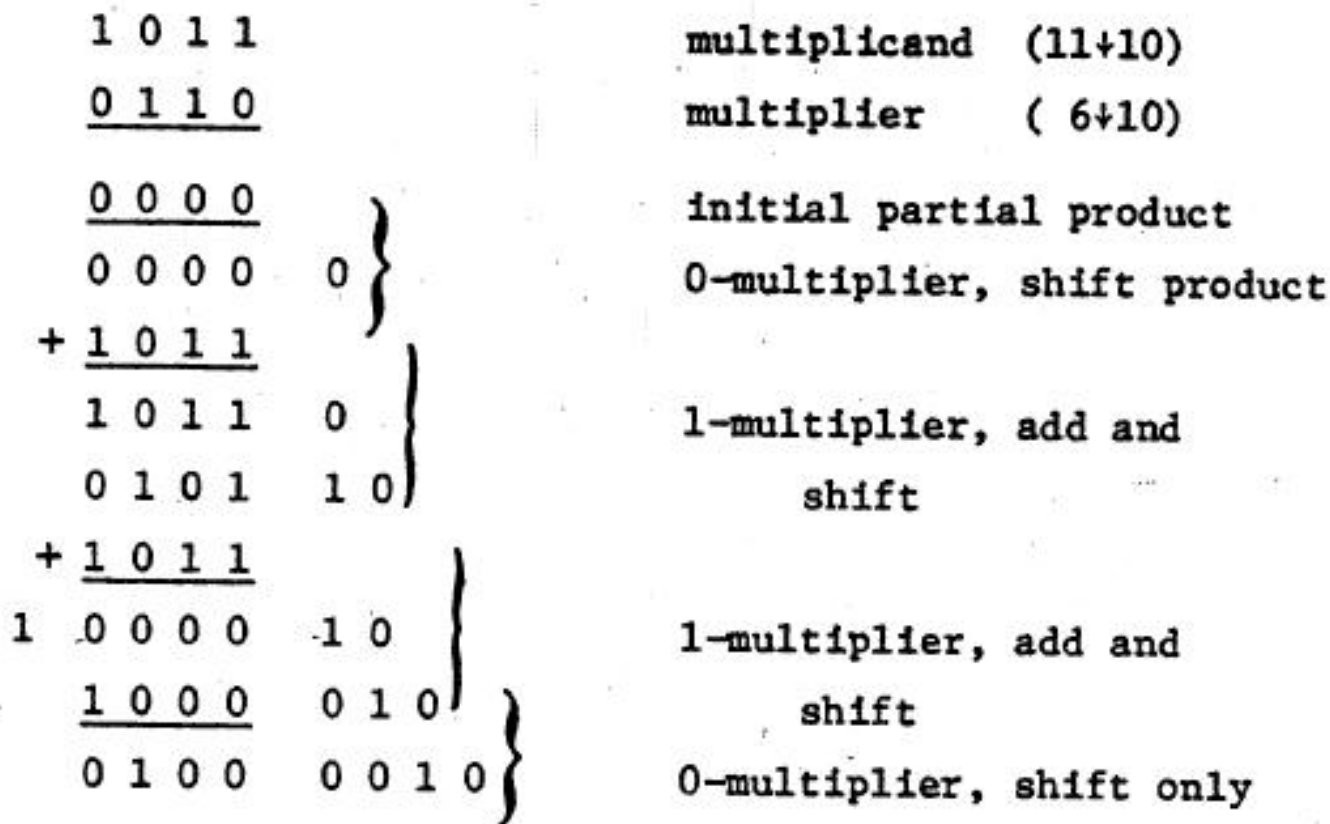 1 0 1 1 multiplicand (11↓10)
0 1 1 0 multiplier ( 6↓10)
0 0 0 0 initial partial product
0 0 0 0 0 0-multiplier, shift product
+ 1 0 1 1
1 0 1 1 0 1-multiplier, add and
0 1 0 1 1 0 shift
+ 1 0 1 1
1 0 0 0 0 1 0 1-multiplier, add and
1 0 0 0 0 1 0 shift
0 1 0 0 0 0 1 0 0-multiplier, shift only